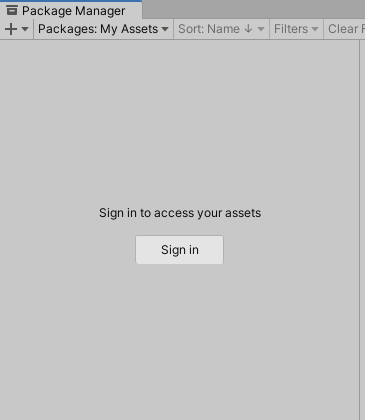 Package Manager
Packages: My Assets Sort: Name ↓ Filters Clear
Sign in to access your assets
Sign in